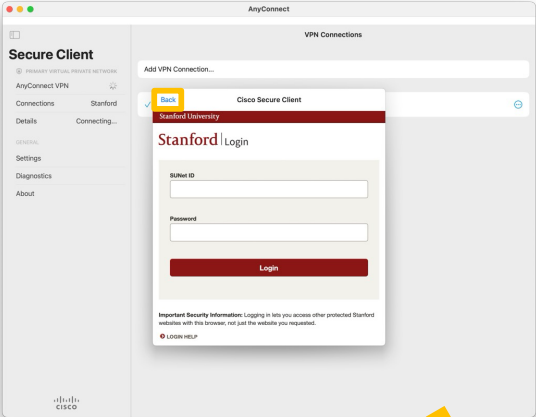 AnyConnect
Secure Client
PRIMARY VIRTUAL PRIVATE NETWORK
AnyConnect VPN
Connections Stanford
Details Connecting...
GENERAL
Settings
Diagnostics
About
CISCO
VPN Connections
Add VPN Connection...
Back Cisco Secure Client
Stanford University
Stanford Login
SUNet ID
Password
Login
Important Security Information: Logging in lets you access other protected Stanford
websites with this browser, not just the website you requested.
LOGIN HELP